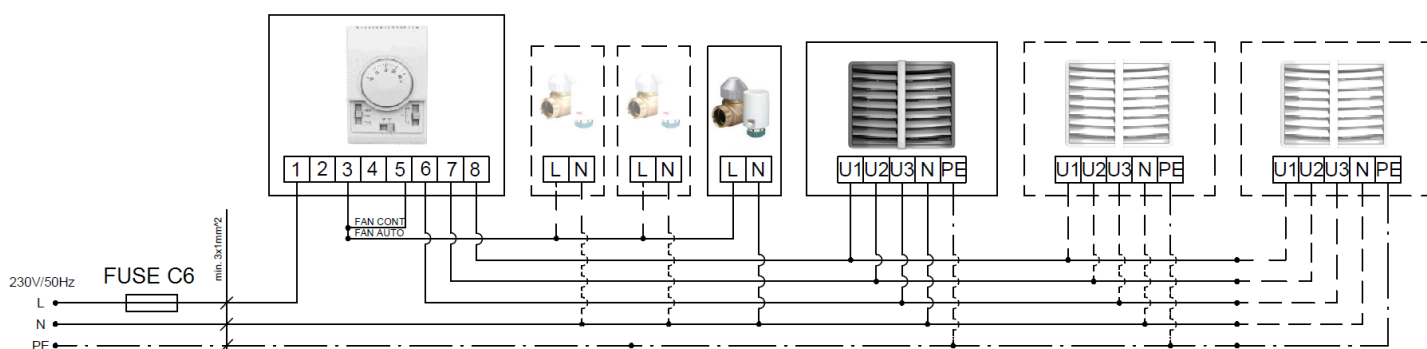 1 2 3 4 5 6 7 8
L N
L N
L N
U1 U2 U3 N PE
U1 U2 U3 N PE
U1 U2 U3 N PE
FAN CONT
FAN AUTO
min. 3x1mm^2
230V/50Hz
FUSE C6
L
N
PE